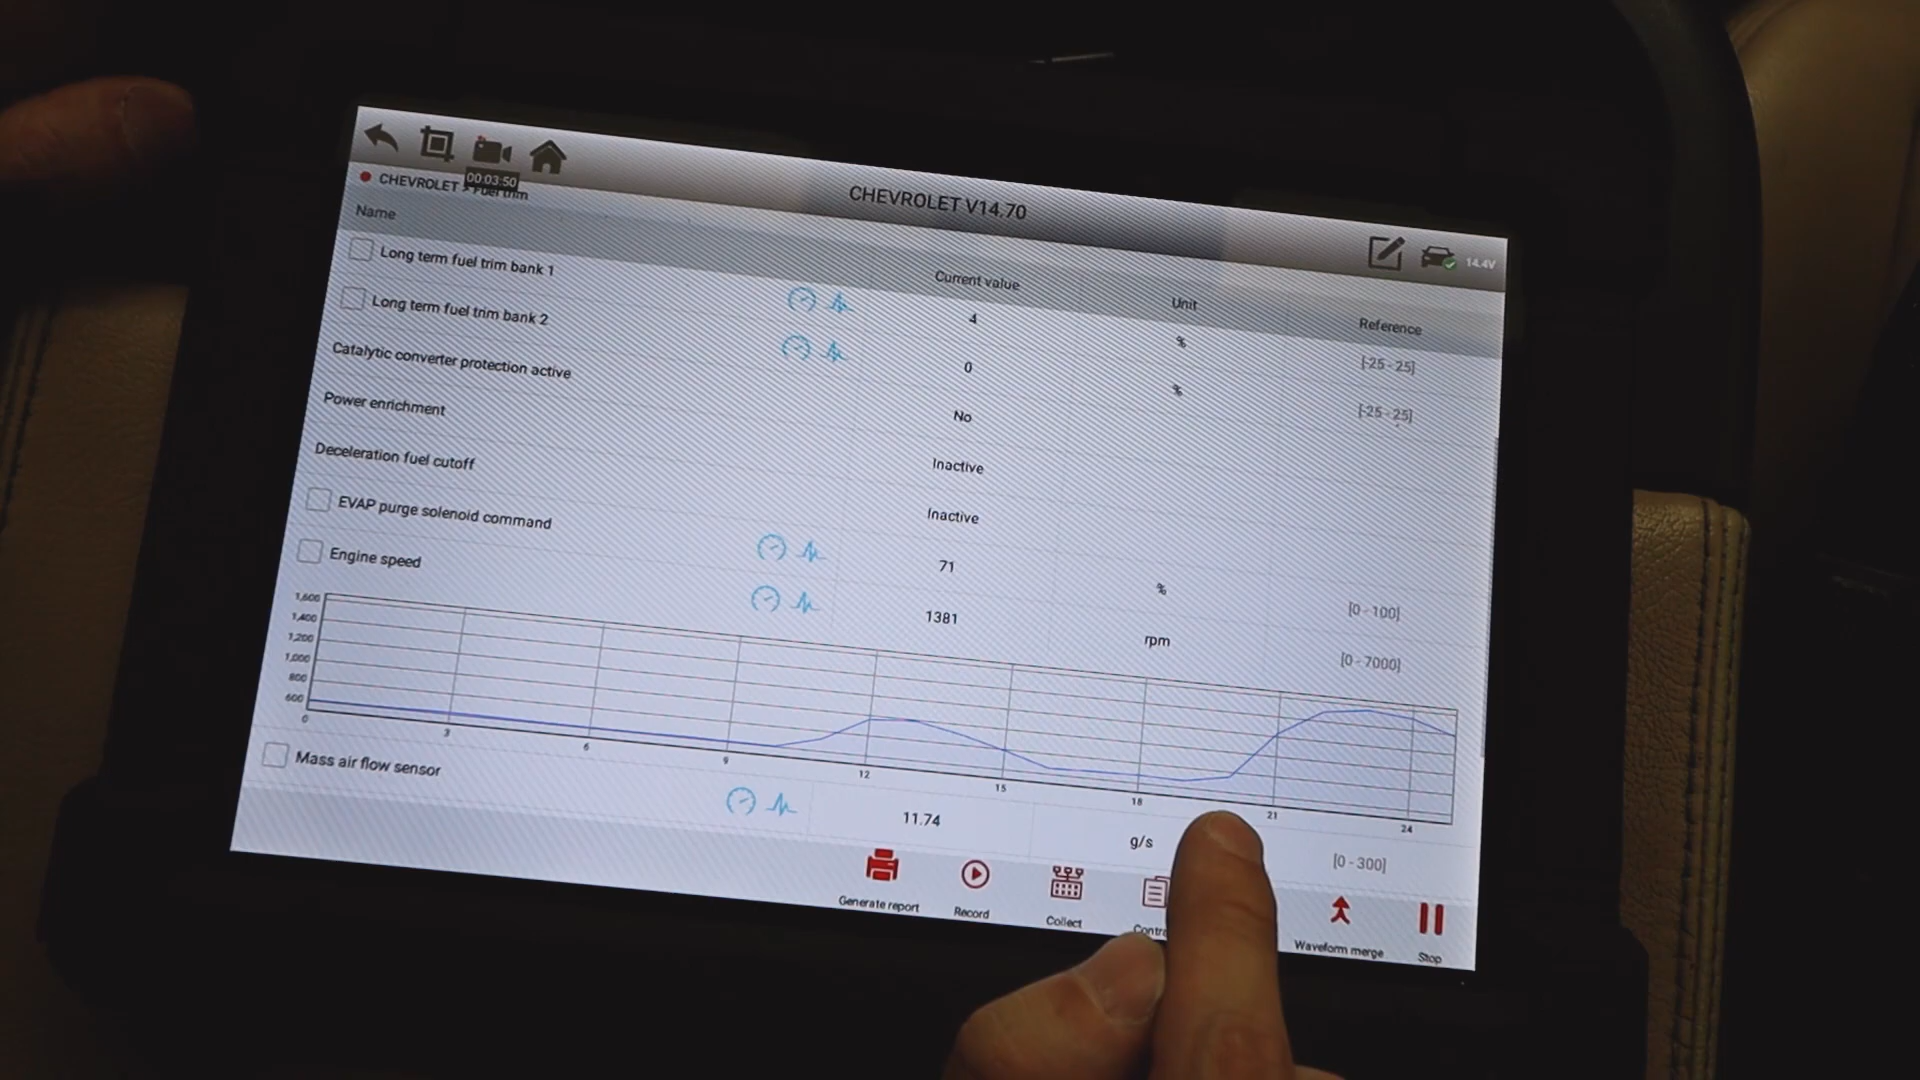 00:03:50
CHEVROLET > Fuel trim
CHEVROLET V14.70
14.4V
Name
Current value
Unit
Reference
Long term fuel trim bank 1
4
%
[-25 - 25]
Long term fuel trim bank 2
0
%
[-25 - 25]
Catalytic converter protection active
No
Power enrichment
Inactive
Deceleration fuel cutoff
Inactive
EVAP purge solenoid command
71
%
[0 - 100]
Engine speed
1381
rpm
[0 - 7000]
1,600
1,400
1,200
1,000
800
600
0
3
6
9
12
15
18
21
24
Mass air flow sensor
11.74
g/s
[0 - 300]
Generate report
Record
Collect
Waveform merge
Stop